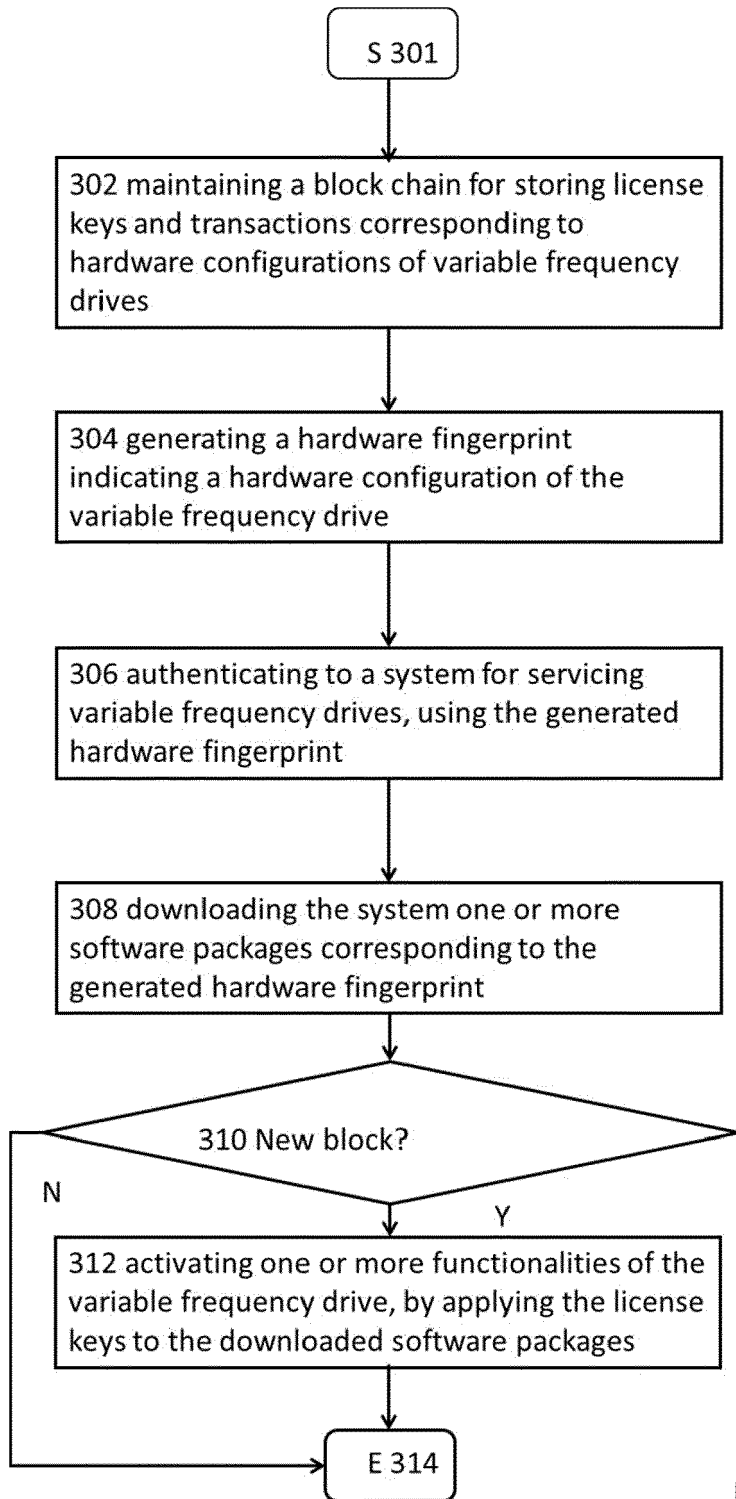 S 301
302 maintaining a block chain for storing license
keys and transactions corresponding to
hardware configurations of variable frequency
drives
304 generating a hardware fingerprint
indicating a hardware configuration of the
variable frequency drive
306 authenticating to a system for servicing
variable frequency drives, using the generated
hardware fingerprint
308 downloading the system one or more
software packages corresponding to the
generated hardware fingerprint
310 New block?
N
Y
312 activating one or more functionalities of the
variable frequency drive, by applying the license
keys to the downloaded software packages
E 314